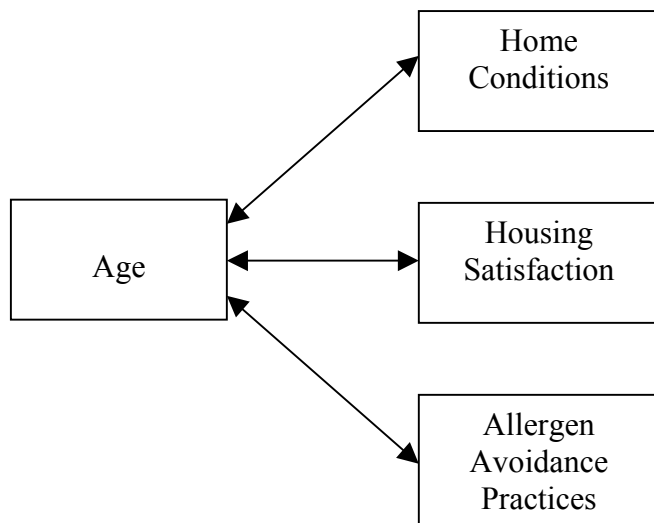 Home
Conditions
Age
Housing
Satisfaction
Allergen
Avoidance
Practices